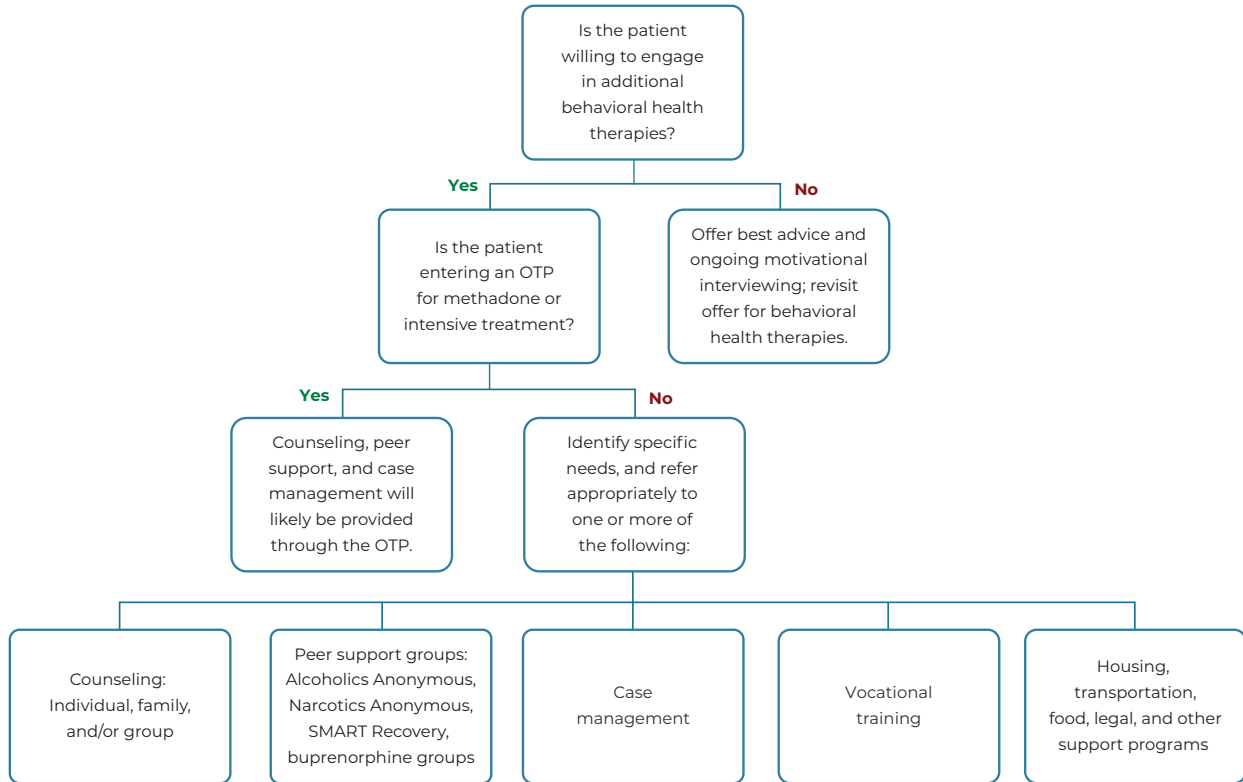 Is the patient
willing to engage
in additional
behavioral health
therapies?
Yes
No
Is the patient
entering an OTP
for methadone or
intensive treatment?
Offer best advice and
ongoing motivational
interviewing; revisit
offer for behavioral
health therapies.
Yes
No
Counseling, peer
support, and case
management will
likely be provided
through the OTP.
Identify specific
needs, and refer
appropriately to
one or more of
the following:
Counseling:
Individual, family,
and/or group
Peer support groups:
Alcoholics Anonymous,
Narcotics Anonymous,
SMART Recovery,
buprenorphine groups
Case
management
Vocational
training
Housing,
transportation,
food, legal, and other
support programs